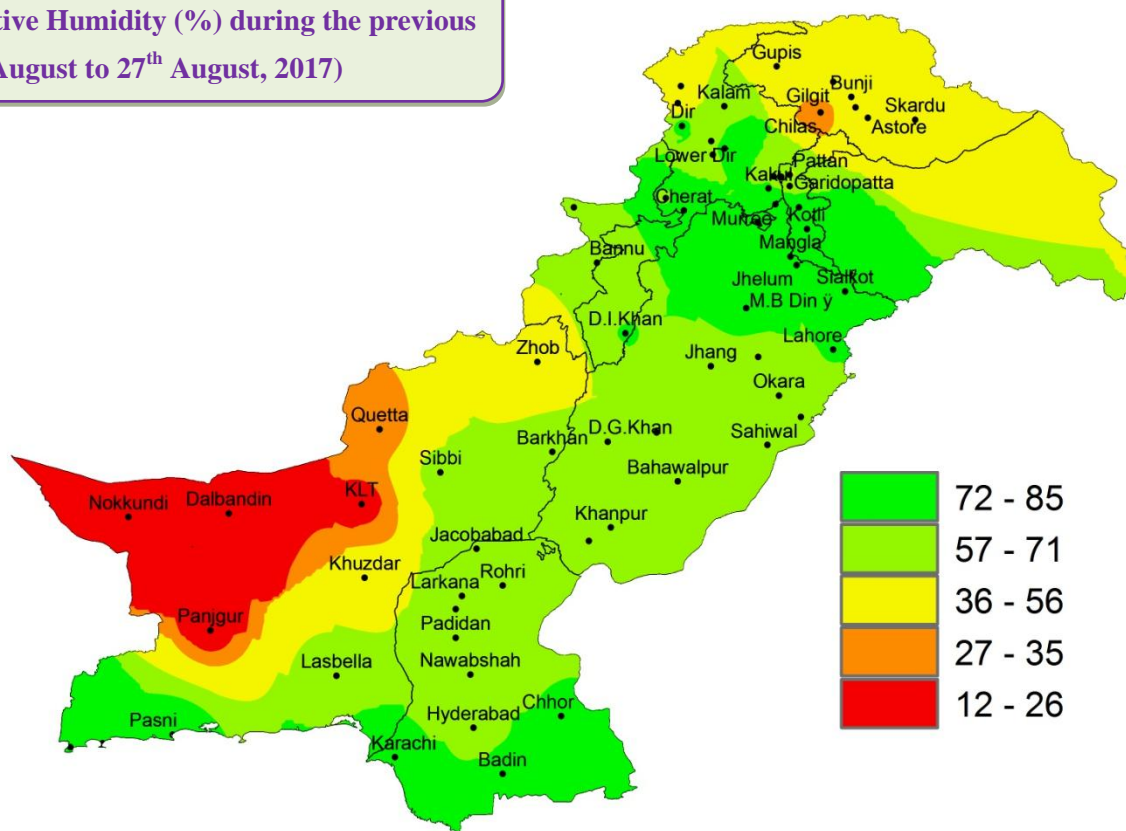 tive Humidity (%) during the previous
August to 27th August, 2017)
Gupis
Bunji
Gilgit
Skardu
Kalam
Dir
Chilas
Astore
Lower Dir
Pattan
Garidopatta
Cherat
Kotli
Mangla
Bannu
Jhelum
Sialkot
M.B Din ÿ
D.I.Khan
Lahore
Zhob
Jhang
Okara
Quetta
D.G.Khan
Barkhan
Sahiwal
Sibbi
Bahawalpur
KLT
Dalbandin
Nokkundi
Khanpur
Jacobabad
Khuzdar
Rohri
Larkana
Panjgur
Padidan
Lasbella
Nawabshah
Chhor
Pasni
Hyderabad
Karachi
Badin
72 - 85
57 - 71
36 - 56
27 - 35
12 - 26